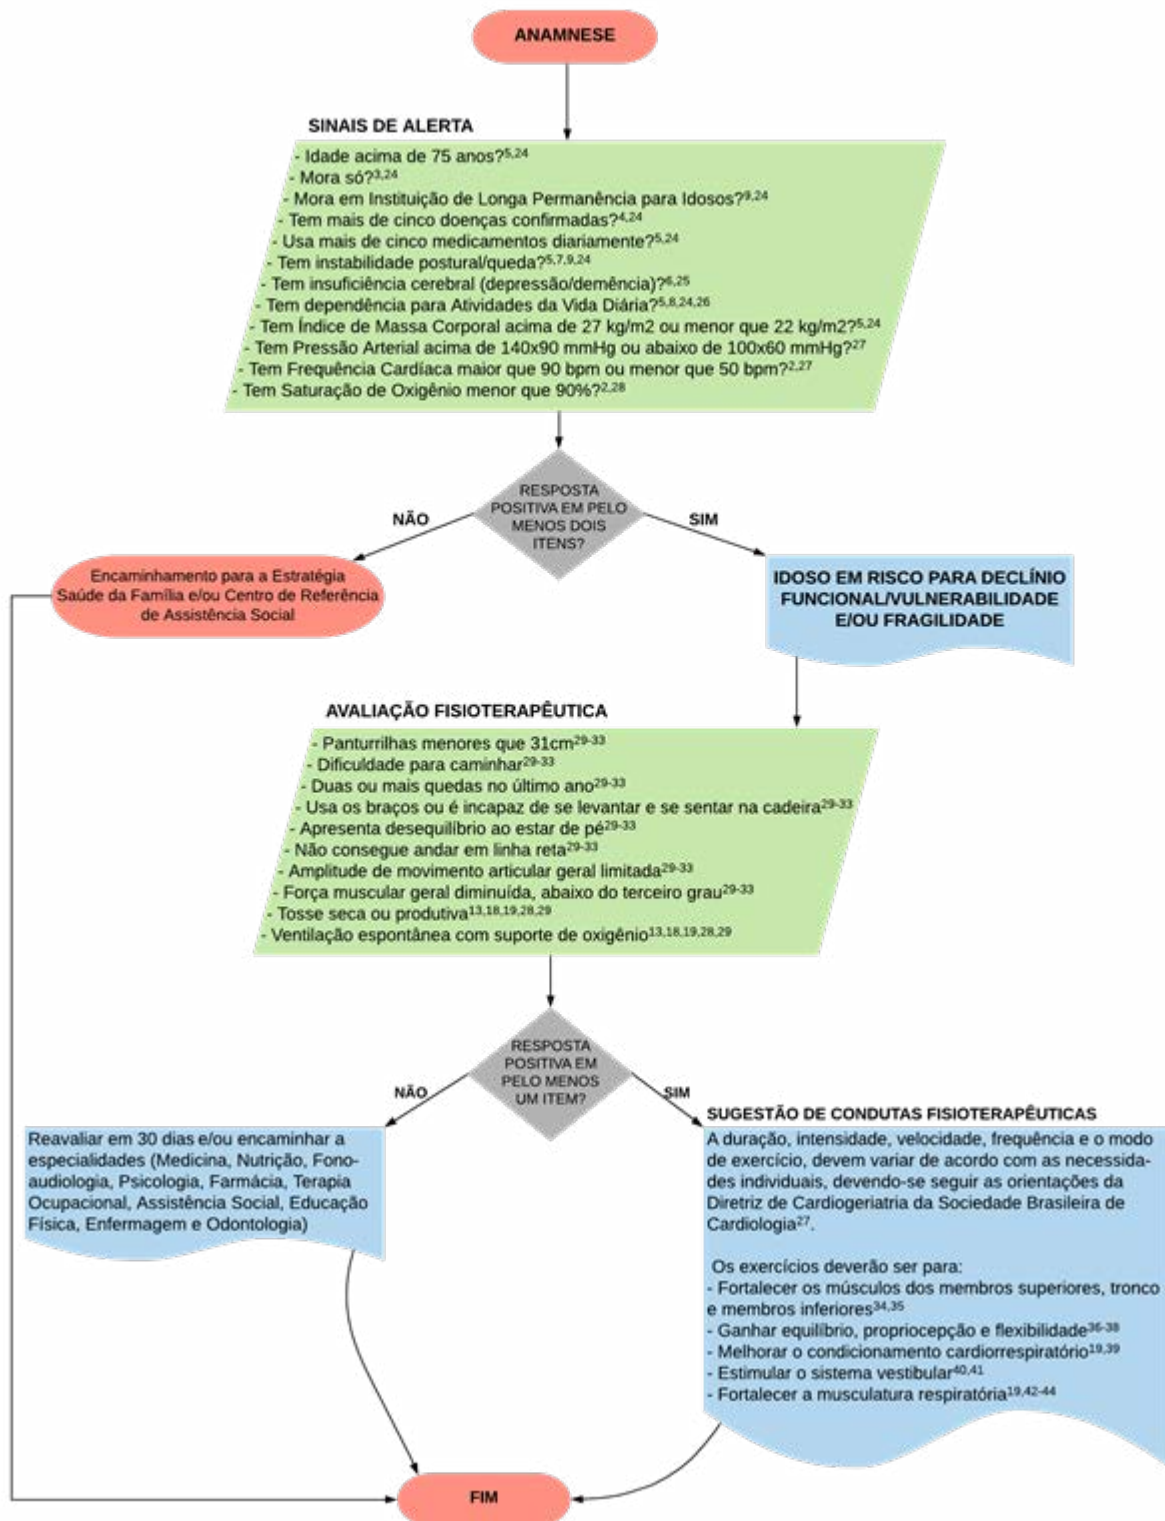 ANAMNESE
SINAIS DE ALERTA
- Idade acima de 75 anos?5,24
- Mora só?3,24
- Mora em Instituição de Longa Permanência para Idosos?9,24
- Tem mais de cinco doenças confirmadas?4,24
- Usa mais de cinco medicamentos diariamente?5,24
- Tem instabilidade postural/queda?5,7,9,24
- Tem insuficiência cerebral (depressão/demência)?6,25
- Tem dependência para Atividades da Vida Diária?5,8,24,26
- Tem Índice de Massa Corporal acima de 27 kg/m2 ou menor que 22 kg/m2?5,24
- Tem Pressão Arterial acima de 140x90 mmHg ou abaixo de 100x60 mmHg?27
- Tem Frequência Cardíaca maior que 90 bpm ou menor que 50 bpm?2,27
- Tem Saturação de Oxigênio menor que 90%?2,28
RESPOSTA
POSITIVA EM PELO
MENOS DOIS
ITENS?
NÃO
SIM
Encaminhamento para a Estratégia
Saúde da Família e/ou Centro de Referência
de Assistência Social
IDOSO EM RISCO PARA DECLÍNIO
FUNCIONAL/VULNERABILIDADE
E/OU FRAGILIDADE
AVALIAÇÃO FISIOTERAPÊUTICA
- Panturrilhas menores que 31cm29-33
- Dificuldade para caminhar29-33
- Duas ou mais quedas no último ano29-33
- Usa os braços ou é incapaz de se levantar e se sentar na cadeira29-33
- Apresenta desequilíbrio ao estar de pé29-33
- Não consegue andar em linha reta29-33
- Amplitude de movimento articular geral limitada29-33
- Força muscular geral diminuída, abaixo do terceiro grau29-33
- Tosse seca ou produtiva13,18,19,28,29
- Ventilação espontânea com suporte de oxigênio13,18,19,28,29
RESPOSTA
POSITIVA EM
PELO MENOS
UM ITEM?
NÃO
SIM
Reavaliar em 30 dias e/ou encaminhar a
especialidades (Medicina, Nutrição, Fono-
audiologia, Psicologia, Farmácia, Terapia
Ocupacional, Assistência Social, Educação
Física, Enfermagem e Odontologia)
SUGESTÃO DE CONDUTAS FISIOTERAPÊUTICAS
A duração, intensidade, velocidade, frequência e o modo
de exercício, devem variar de acordo com as necessida-
des individuais, devendo-se seguir as orientações da
Diretriz de Cardiogeriatria da Sociedade Brasileira de
Cardiologia27.
Os exercícios deverão ser para:
- Fortalecer os músculos dos membros superiores, tronco
e membros inferiores34,35
- Ganhar equilíbrio, propriocepção e flexibilidade36-38
- Melhorar o condicionamento cardiorrespiratório19,39
- Estimular o sistema vestibular40,41
- Fortalecer a musculatura respiratória19,42-44
FIM